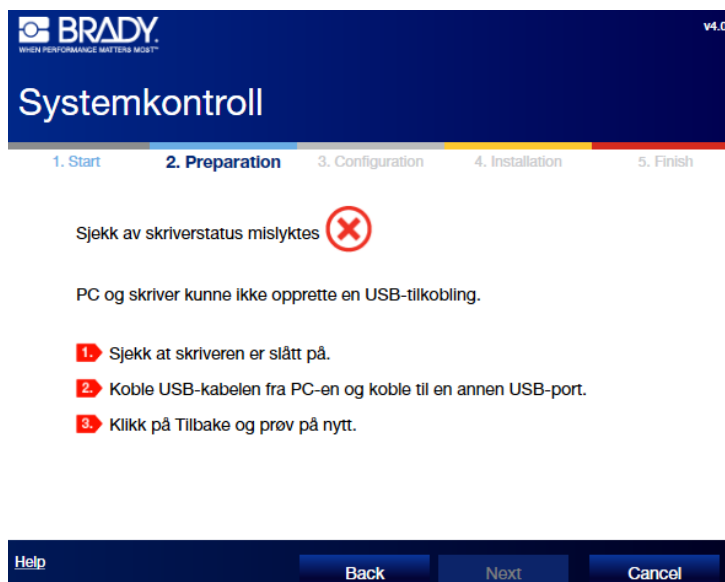 BRADY.
WHEN PERFORMANCE MATTERS MOST™
v4.0
Systemkontroll
1. Start 2. Preparation 3. Configuration 4. Installation 5. Finish
Sjekk av skriverstatus mislyktes
PC og skriver kunne ikke opprette en USB-tilkobling.
1. Sjekk at skriveren er slått på.
2. Koble USB-kabelen fra PC-en og koble til en annen USB-port.
3. Klikk på Tilbake og prøv på nytt.
Help Back Next Cancel